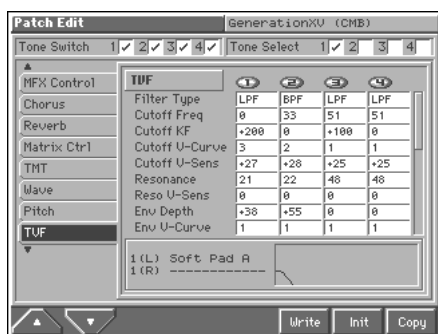 Patch Edit GenerationXV (CMB)
Tone Switch 1 2 3 4 Tone Select 1 2 3 4
MFX Control
Chorus
Reverb
Matrix Ctrl
TMT
Wave
Pitch
TVF
TVF 1 2 3 4
Filter Type LPF BPF LPF LPF
Cutoff Freq 0 33 51 51
Cutoff KF +200 0 +100 0
Cutoff V-Curve 3 2 1 1
Cutoff V-Sens +27 +28 +25 +25
Resonance 21 22 48 48
Reso V-Sens 0 0 0 0
Env Depth +38 +55 0 0
Env V-Curve 1 1 1 1
1(L) Soft Pad A
1(R) ------------
Write Init Copy